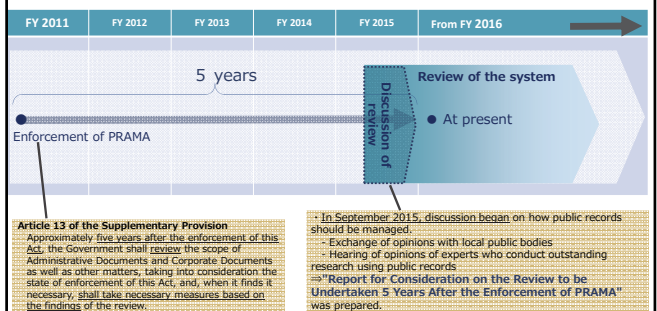 FY 2011 FY 2012 FY 2013 FY 2014 FY 2015 From FY 2016
5 years
Review of the system
Discussion of
review
At present
Enforcement of PRAMA
Article 13 of the Supplementary Provision
Approximately five years after the enforcement of this
Act, the Government shall review the scope of
Administrative Documents and Corporate Documents
as well as other matters, taking into consideration the
state of enforcement of this Act, and, when it finds it
necessary, shall take necessary measures based on
the findings of the review.
・In September 2015, discussion began on how public records
should be managed.
- Exchange of opinions with local public bodies
- Hearing of opinions of experts who conduct outstanding
research using public records
⇒"Report for Consideration on the Review to be
Undertaken 5 Years After the Enforcement of PRAMA"
was prepared.